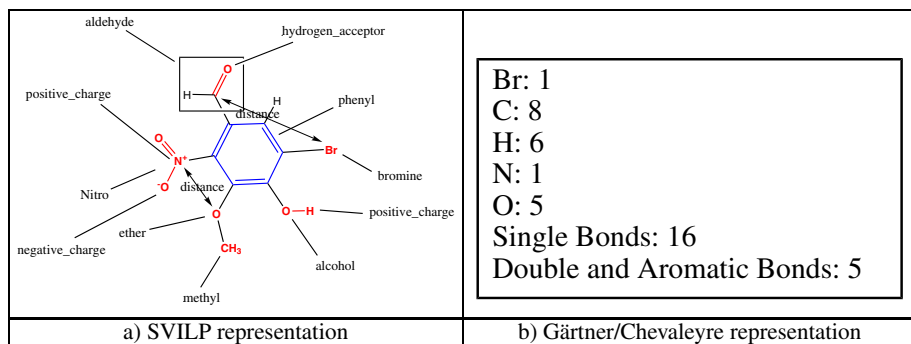 aldehyde
hydrogen_acceptor
O
positive_charge
H
H
phenyl
distance
O
Br
N+
bromine
-O
distance
Nitro
O
O-H
positive_charge
ether
negative_charge
CH3
alcohol
methyl
Br: 1
C: 8
H: 6
N: 1
O: 5
Single Bonds: 16
Double and Aromatic Bonds: 5
a) SVILP representation
b) Gärtner/Chevaleyre representation